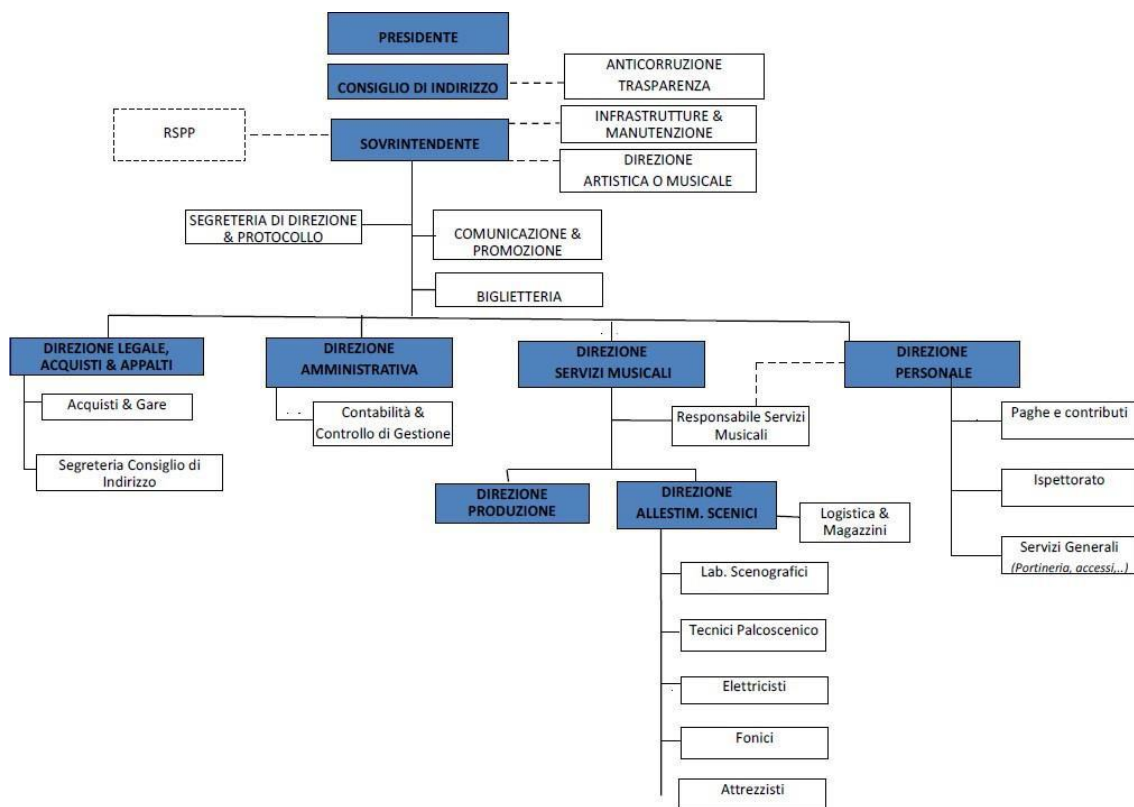 PRESIDENTE
CONSIGLIO DI INDIRIZZO
ANTICORRUZIONE
TRASPARENZA
RSPP
SOVRINTENDENTE
INFRASTRUTTURE &
MANUTENZIONE
DIREZIONE
ARTISTICA O MUSICALE
SEGRETERIA DI DIREZIONE
& PROTOCOLLO
COMUNICAZIONE &
PROMOZIONE
BIGLIETTERIA
DIREZIONE LEGALE,
ACQUISTI & APPALTI
DIREZIONE
AMMINISTRATIVA
DIREZIONE
SERVIZI MUSICALI
DIREZIONE
PERSONALE
Acquisti & Gare
Segreteria Consiglio di
Indirizzo
Contabilità &
Controllo di Gestione
Responsabile Servizi
Musicali
Paghe e contributi
Ispettorato
Servizi Generali
(Portineria, accessi,..)
DIREZIONE
PRODUZIONE
DIREZIONE
ALLESTIM. SCENICI
Logistica &
Magazzini
Lab. Scenografici
Tecnici Palcoscenico
Elettricisti
Fonici
Attrezzisti